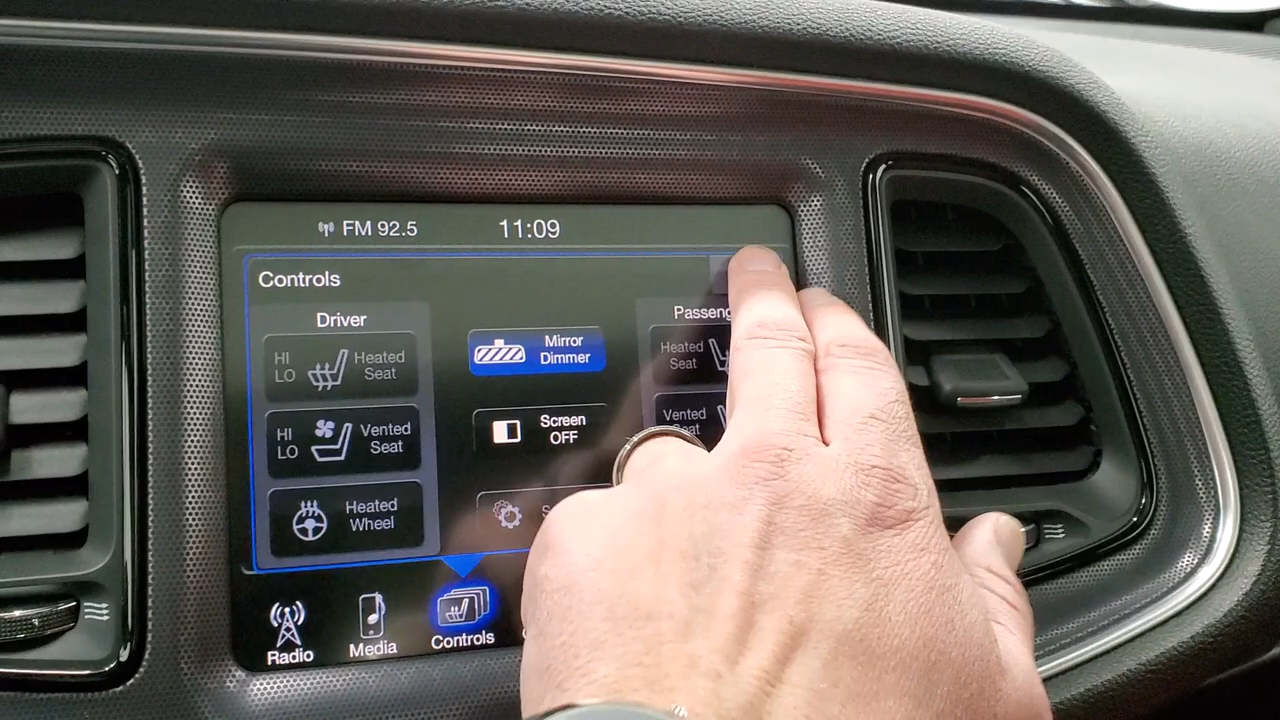 FM 92.5 11:09
Controls
Driver
HI
LO
Heated
Seat
HI
LO
Vented
Seat
Heated
Wheel
Mirror
Dimmer
Screen
OFF
Heated
Seat
Vented
Seat
Radio
Media
Controls